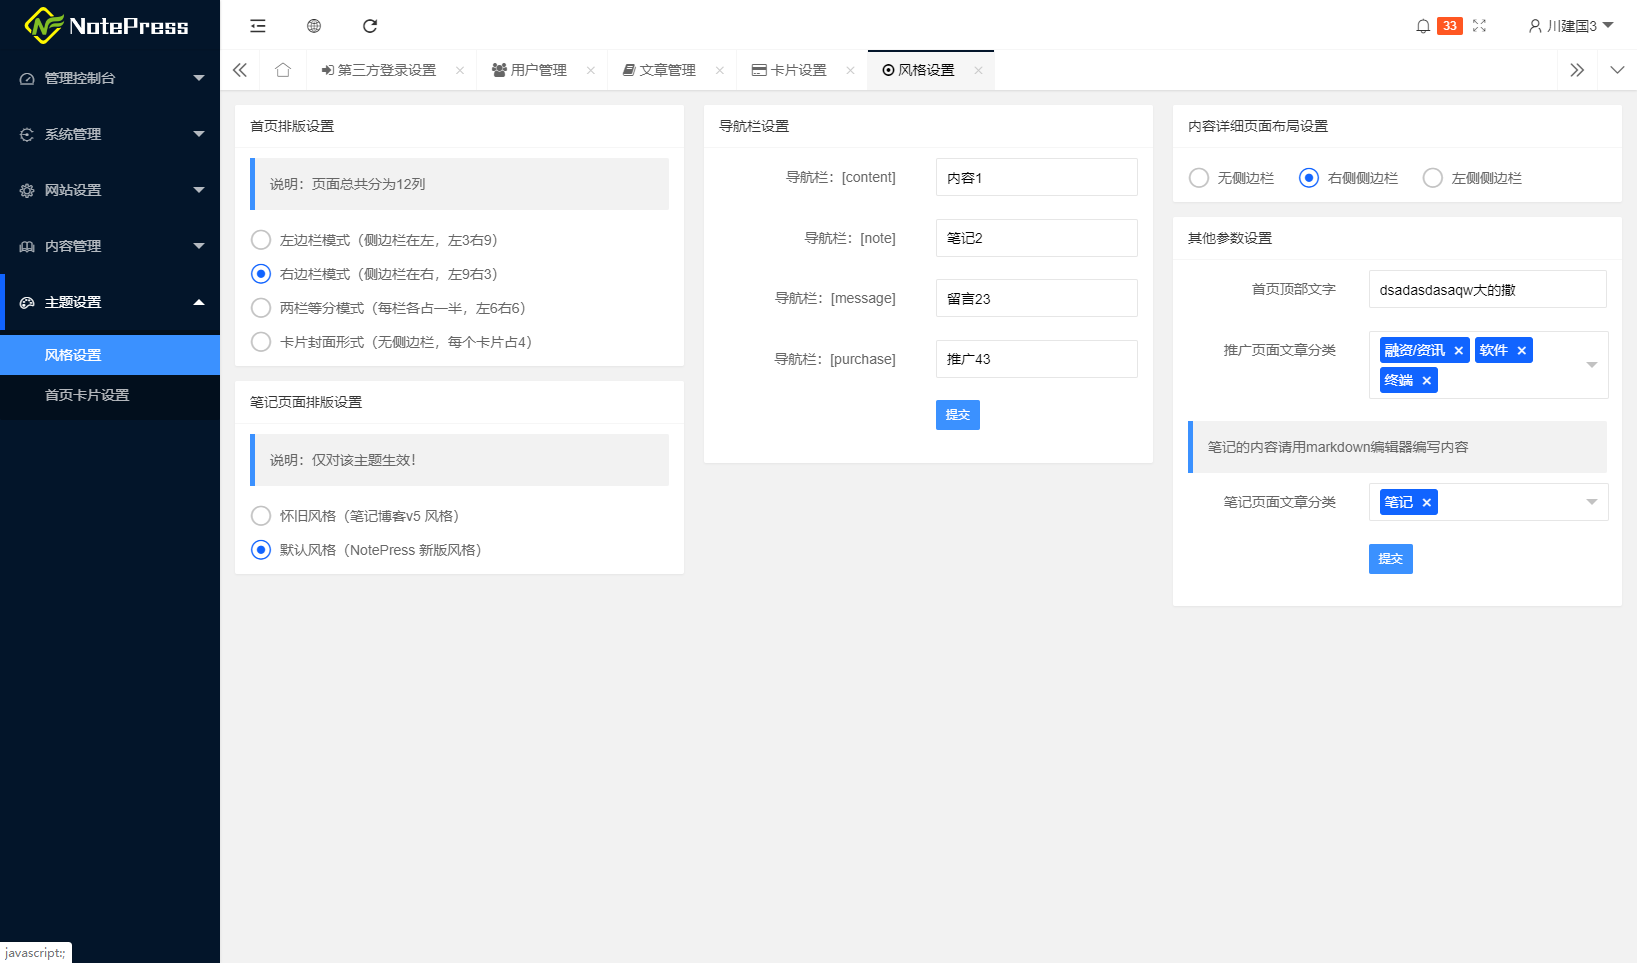 NotePress
管理控制台
系统管理
网站设置
内容管理
主题设置
风格设置
首页卡片设置
33
川建国3
第三方登录设置
用户管理
文章管理
卡片设置
风格设置
首页排版设置
说明：页面总共分为12列
左边栏模式（侧边栏在左，左3右9）
右边栏模式（侧边栏在右，左9右3）
两栏等分模式（每栏各占一半，左6右6）
卡片封面形式（无侧边栏，每个卡片占4）
笔记页面排版设置
说明：仅对该主题生效！
怀旧风格（笔记博客v5 风格）
默认风格（NotePress 新版风格）
导航栏设置
导航栏：[content] 内容1
导航栏：[note] 笔记2
导航栏：[message] 留言23
导航栏：[purchase] 推广43
提交
内容详细页面布局设置
无侧边栏 右侧侧边栏 左侧侧边栏
其他参数设置
首页顶部文字 dsadasdasaqw大的撒
推广页面文章分类 融资/资讯 软件
终端
笔记的内容请用markdown编辑器编写内容
笔记页面文章分类 笔记
提交
javascript:;